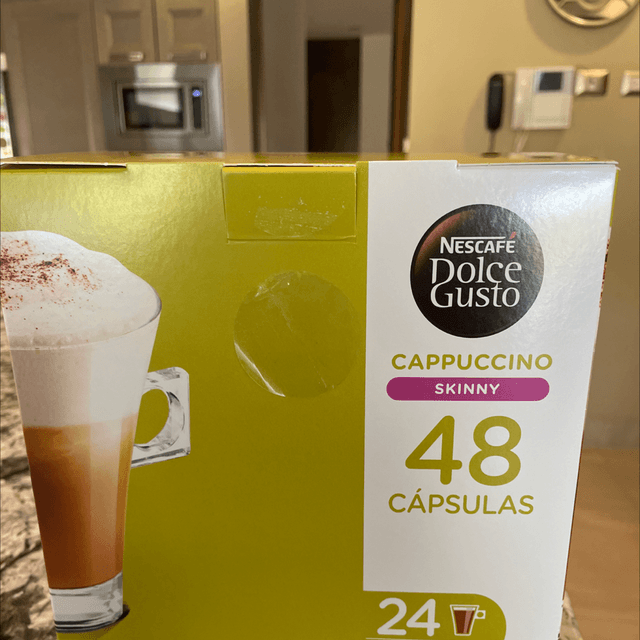 NESCAFÉ
Dolce
Gusto
CAPPUCCINO
SKINNY
48
CÁPSULAS
24